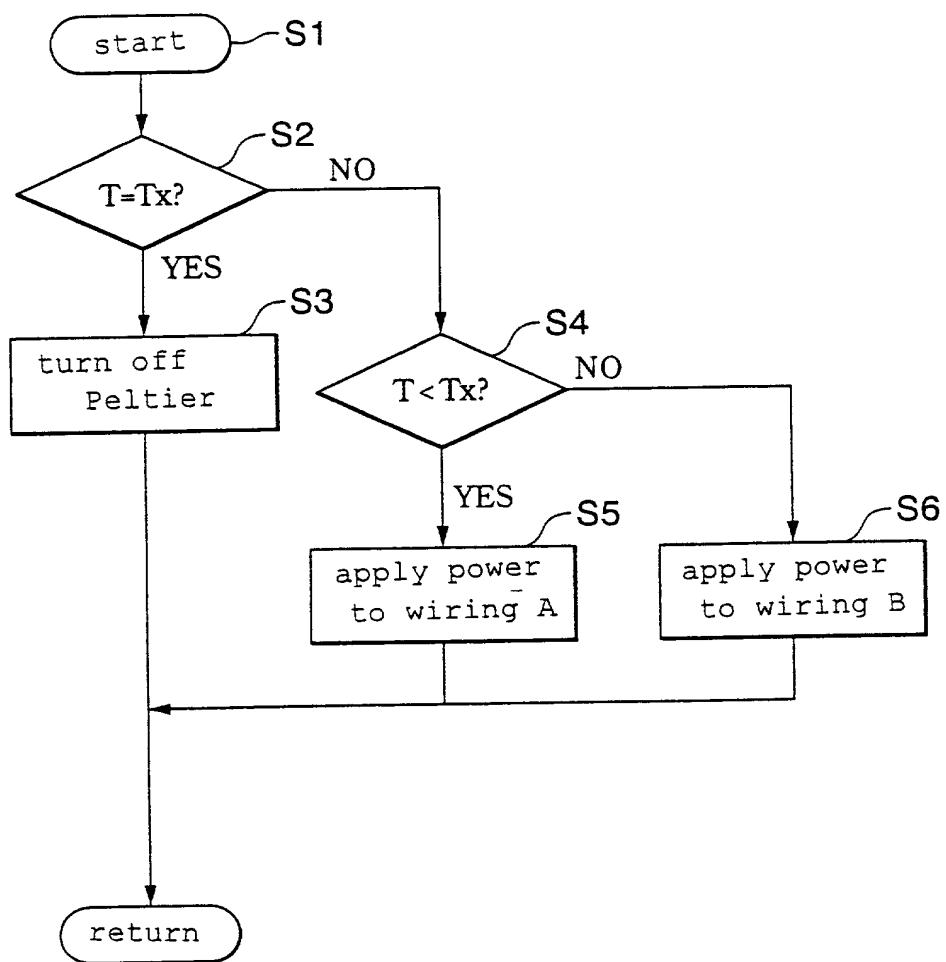 start
S1
S2
T=Tx?
NO
YES
S3
turn off
Peltier
S4
T<Tx?
NO
YES
S5
apply power
to wiring A
S6
apply power
to wiring B
return